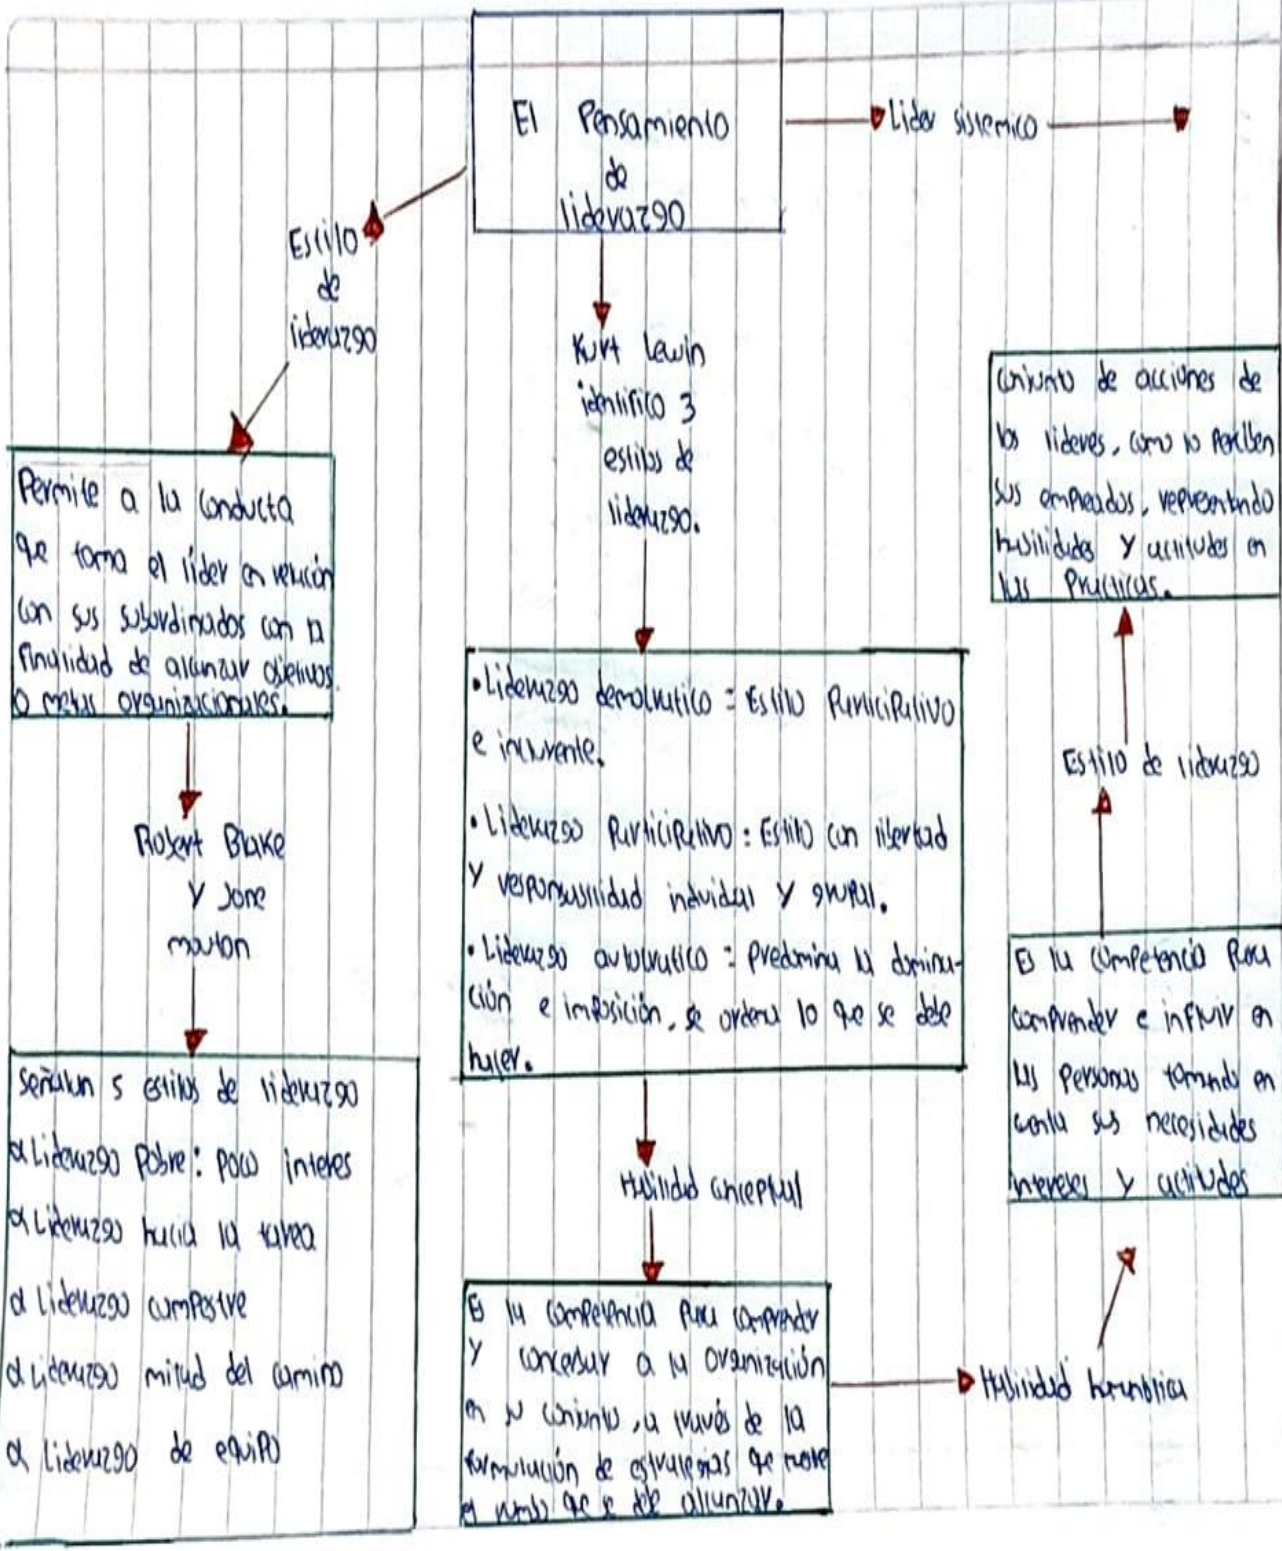 El Pensamiento
de
liderazgo
Lider sistemico
Estilo
de
liderazgo
Permite a la conducta
que toma el líder en relación
con sus subordinados con la
finalidad de alcanzar objetivos
o metas organizacionales.
Robert Blake
Y Jane
mouton
señalan 5 estilos de liderazgo
Liderazgo Pobre: poco interes
Liderazgo hacia la tarea
Liderazgo campestre
Liderazgo mitad del camino
liderazgo de equipo
Kurt Lewin
identifico 3
estilos de
liderazgo.
• Liderazgo democratico = Estilo Participativo
e
• Liderazgo Participativo : Estilo con libertad
Y responsabilidad individal y grupal.
• Liderazgo autocratico = predomina la domina-
ción e imposición, se ordena lo que se debe
hacer.
Habilidad conceptual
Es la competencia para comprender
Y a la organización
en su conjunto, a través de la
formulación de estrategias que
el rumbo que se debe alcanzar.
Habilidad
Es la competencia para
comprender e influir en
las personas tomando en
cuenta sus necesidades
intereses y actitudes
Estilo de liderazgo
conjunto de acciones de
los lideres, como lo perciben
sus empleados, representando
habilidades y actitudes en
las Practicas.